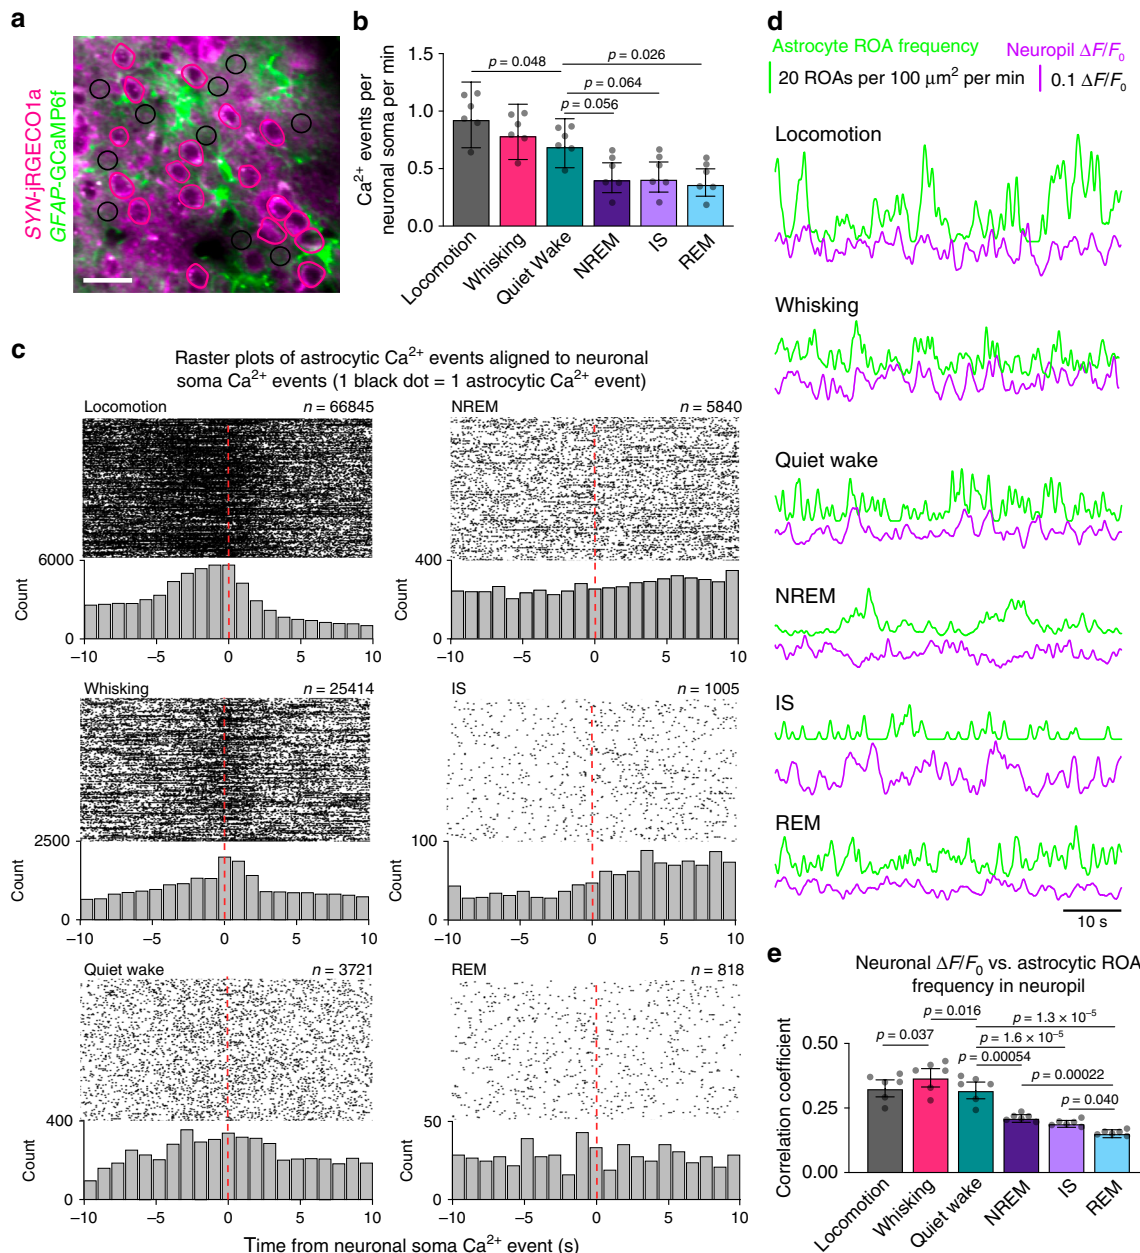 a
SYN-jRGECO1a
GFAP-GCaMP6f
b
Ca²⁺ events per
neuronal soma per min
1.5
1.0
0.5
0.0
p = 0.048
p = 0.026
p = 0.064
p = 0.056
Locomotion
Whisking
Quiet Wake
NREM
IS
REM
c
Raster plots of astrocytic Ca²⁺ events aligned to neuronal
soma Ca²⁺ events (1 black dot = 1 astrocytic Ca²⁺ event)
Locomotion n = 66845
6000
Count
0
−10 −5 0 5 10
NREM n = 5840
400
Count
0
−10 −5 0 5 10
Whisking n = 25414
2500
Count
0
−10 −5 0 5 10
IS n = 1005
100
Count
0
−10 −5 0 5 10
Quiet wake n = 3721
400
Count
0
−10 −5 0 5 10
REM n = 818
50
Count
0
−10 −5 0 5 10
Time from neuronal soma Ca²⁺ event (s)
d
Astrocyte ROA frequency
20 ROAs per 100 μm² per min
Neuropil ΔF/F₀
0.1 ΔF/F₀
Locomotion
Whisking
Quiet wake
NREM
IS
REM
10 s
e
Neuronal ΔF/F₀ vs. astrocytic ROA
frequency in neuropil
Correlation coefficient
0.50
0.25
0.00
p = 0.016
p = 1.3 × 10⁻⁵
p = 0.037
p = 1.6 × 10⁻⁵
p = 0.00054
p = 0.00022
p = 0.040
Locomotion
Whisking
Quiet wake
NREM
IS
REM